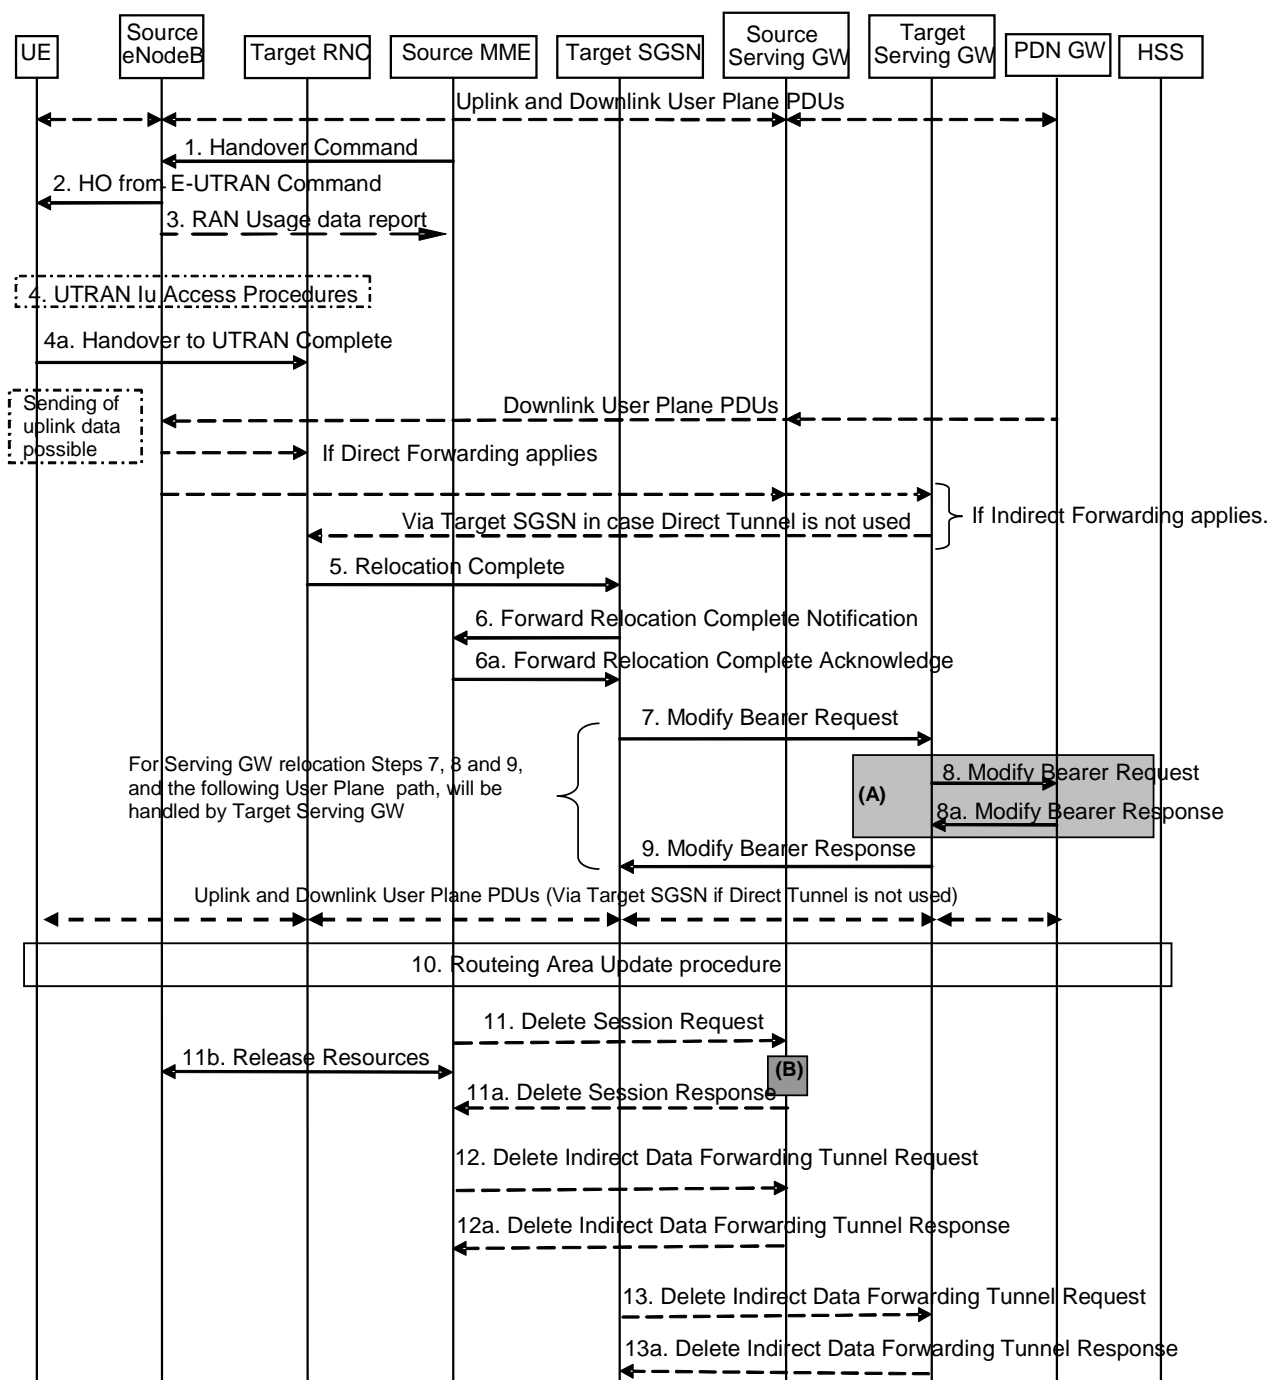 UE
Source
eNodeB
Target RNC
Source MME
Target SGSN
Source
Serving GW
Target
Serving GW
PDN GW
HSS
Uplink and Downlink User Plane PDUs
1. Handover Command
2. HO from E-UTRAN Command
3. RAN Usage data report
4. UTRAN Iu Access Procedures
4a. Handover to UTRAN Complete
Sending of
uplink data
possible
Downlink User Plane PDUs
If Direct Forwarding applies
Via Target SGSN in case Direct Tunnel is not used
If Indirect Forwarding applies.
5. Relocation Complete
6. Forward Relocation Complete Notification
6a. Forward Relocation Complete Acknowledge
7. Modify Bearer Request
For Serving GW relocation Steps 7, 8 and 9,
and the following User Plane path, will be
handled by Target Serving GW
(A)
8. Modify Bearer Request
8a. Modify Bearer Response
9. Modify Bearer Response
Uplink and Downlink User Plane PDUs (Via Target SGSN if Direct Tunnel is not used)
10. Routeing Area Update procedure
11. Delete Session Request
11b. Release Resources
(B)
11a. Delete Session Response
12. Delete Indirect Data Forwarding Tunnel Request
12a. Delete Indirect Data Forwarding Tunnel Response
13. Delete Indirect Data Forwarding Tunnel Request
13a. Delete Indirect Data Forwarding Tunnel Response